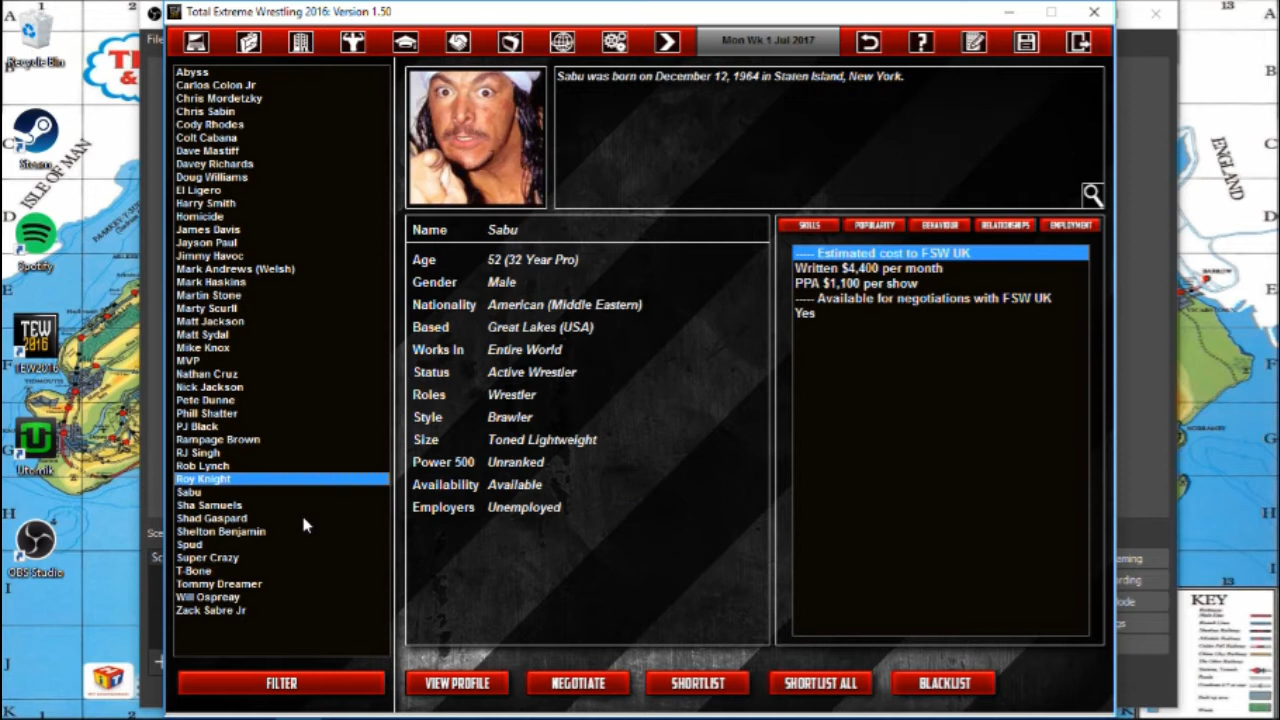 Total Extreme Wrestling 2016: Version 1.50
Mon Wk 1 Jul 2017
File
Recycle Bin
Steam
Spotify
TEW2016
Utomik
OBS Studio
ISLE OF MAN
Abyss
Carlos Colon Jr
Chris Mordetzky
Chris Sabin
Cody Rhodes
Colt Cabana
Dave Mastiff
Davey Richards
Doug Williams
El Ligero
Harry Smith
Homicide
James Davis
Jayson Paul
Jimmy Havoc
Mark Andrews (Welsh)
Mark Haskins
Martin Stone
Marty Scurll
Matt Jackson
Matt Sydal
Mike Knox
MVP
Nathan Cruz
Nick Jackson
Pete Dunne
Phill Shatter
PJ Black
Rampage Brown
RJ Singh
Rob Lynch
Roy Knight
Sabu
Sha Samuels
Shad Gaspard
Shelton Benjamin
Spud
Super Crazy
T-Bone
Tommy Dreamer
Will Ospreay
Zack Sabre Jr
FILTER
Sabu was born on December 12, 1964 in Staten Island, New York.
Name Sabu
Age 52 (32 Year Pro)
Gender Male
Nationality American (Middle Eastern)
Based Great Lakes (USA)
Works In Entire World
Status Active Wrestler
Roles Wrestler
Style Brawler
Size Toned Lightweight
Power 500 Unranked
Availability Available
Employers Unemployed
SKILLS POPULARITY BEHAVIOUR RELATIONSHIPS EMPLOYMENT
----- Estimated cost to FSW UK
Written $4,400 per month
PPA $1,100 per show
----- Available for negotiations with FSW UK
Yes
VIEW PROFILE NEGOTIATE SHORTLIST SHORTLIST ALL BLACKLIST
ENGLAND
13
KEY